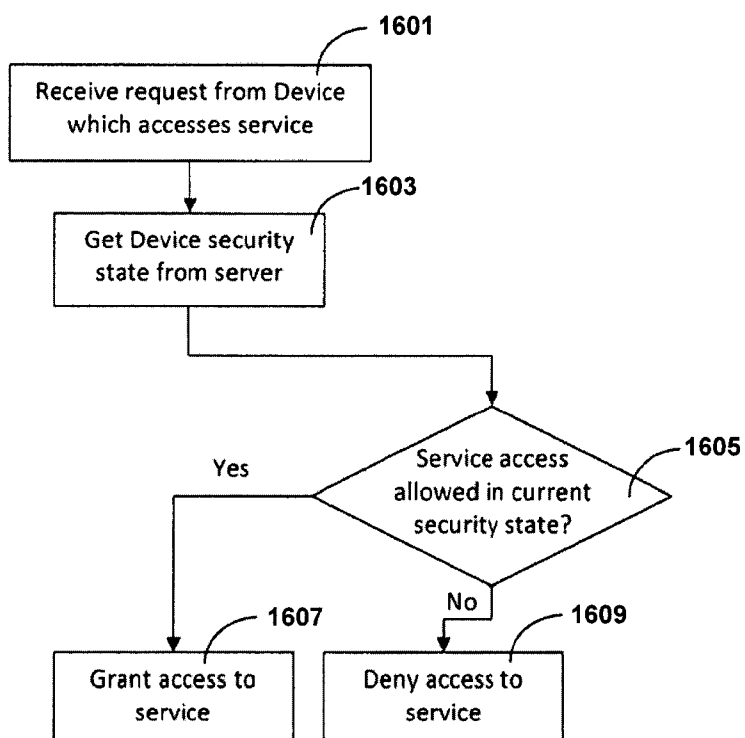 1601
Receive request from Device
which accesses service
1603
Get Device security
state from server
1605
Service access
allowed in current
security state?
Yes
No
1607
Grant access to
service
1609
Deny access to
service